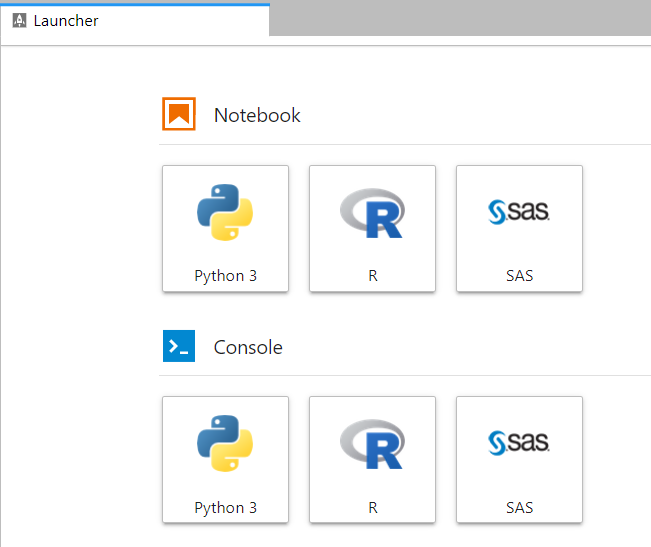 Launcher
Notebook
R
sas
Python 3
R
SAS
Console
R
sas
Python 3
R
SAS